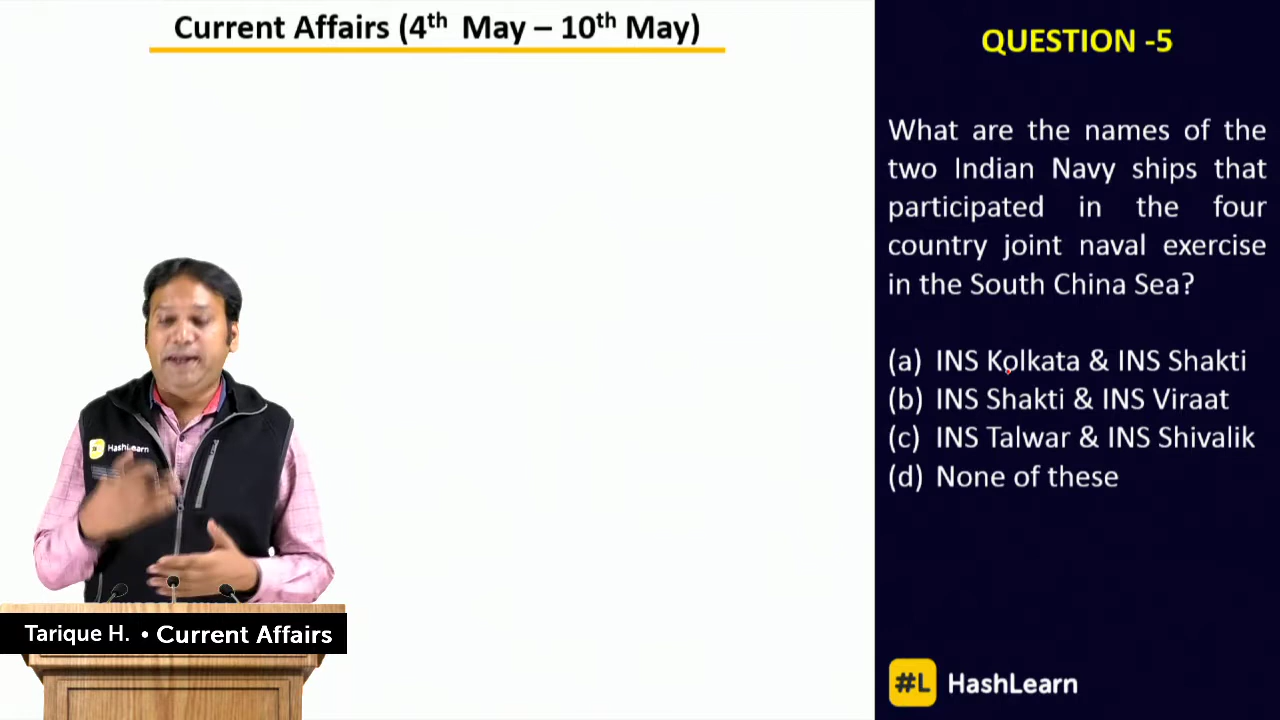 Current Affairs (4th May – 10th May)
QUESTION -5
What are the names of the
two Indian Navy ships that
participated in the four
country joint naval exercise
in the South China Sea?
(a) INS Kolkata & INS Shakti
(b) INS Shakti & INS Viraat
(c) INS Talwar & INS Shivalik
(d) None of these
HashLearn
Tarique H. • Current Affairs
#L HashLearn